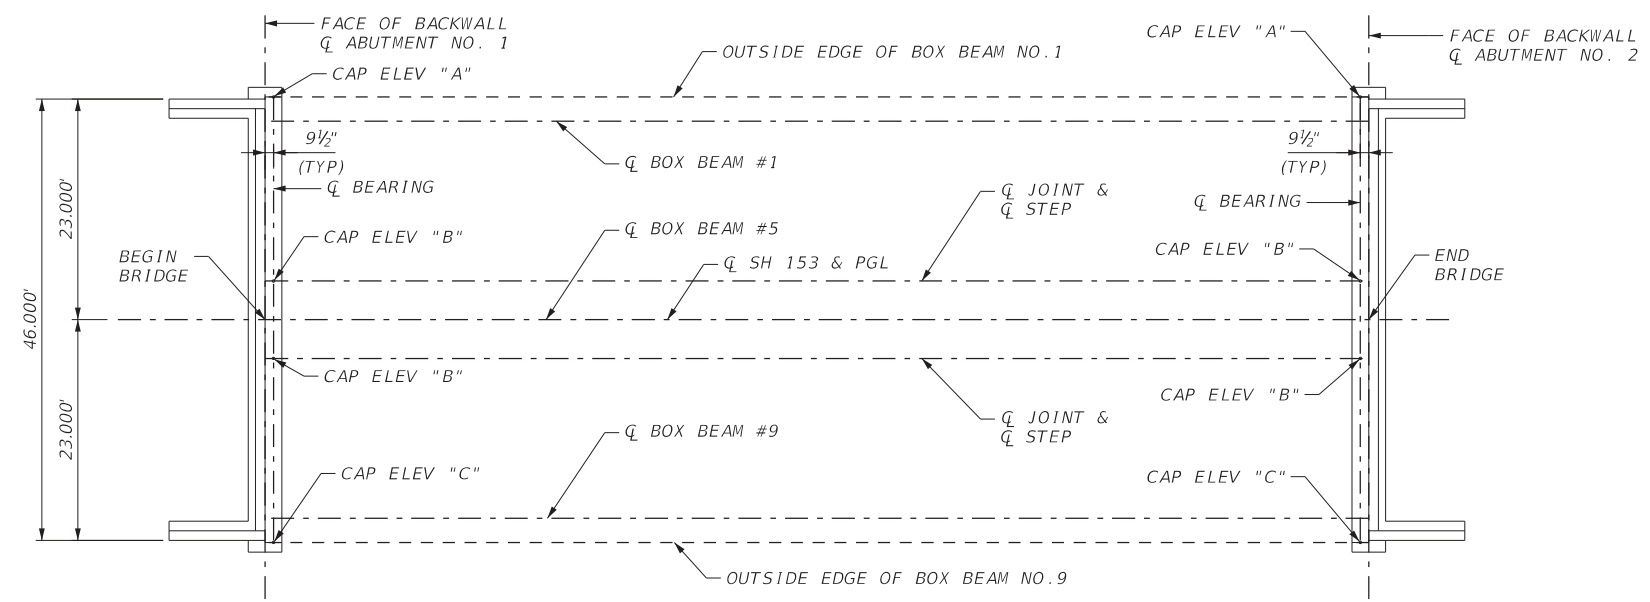 FACE OF BACKWALL
℄ ABUTMENT NO. 1
CAP ELEV "A"
OUTSIDE EDGE OF BOX BEAM NO.1
CAP ELEV "A"
FACE OF BACKWALL
℄ ABUTMENT NO. 2
9½"
(TYP)
℄ BOX BEAM #1
9½"
(TYP)
℄ BEARING
℄ JOINT &
℄ STEP
℄ BEARING
23.000'
CAP ELEV "B"
℄ BOX BEAM #5
CAP ELEV "B"
BEGIN
BRIDGE
℄ SH 153 & PGL
END
BRIDGE
46.000'
CAP ELEV "B"
CAP ELEV "B"
℄ JOINT &
℄ STEP
23.000'
℄ BOX BEAM #9
CAP ELEV "C"
CAP ELEV "C"
OUTSIDE EDGE OF BOX BEAM NO.9